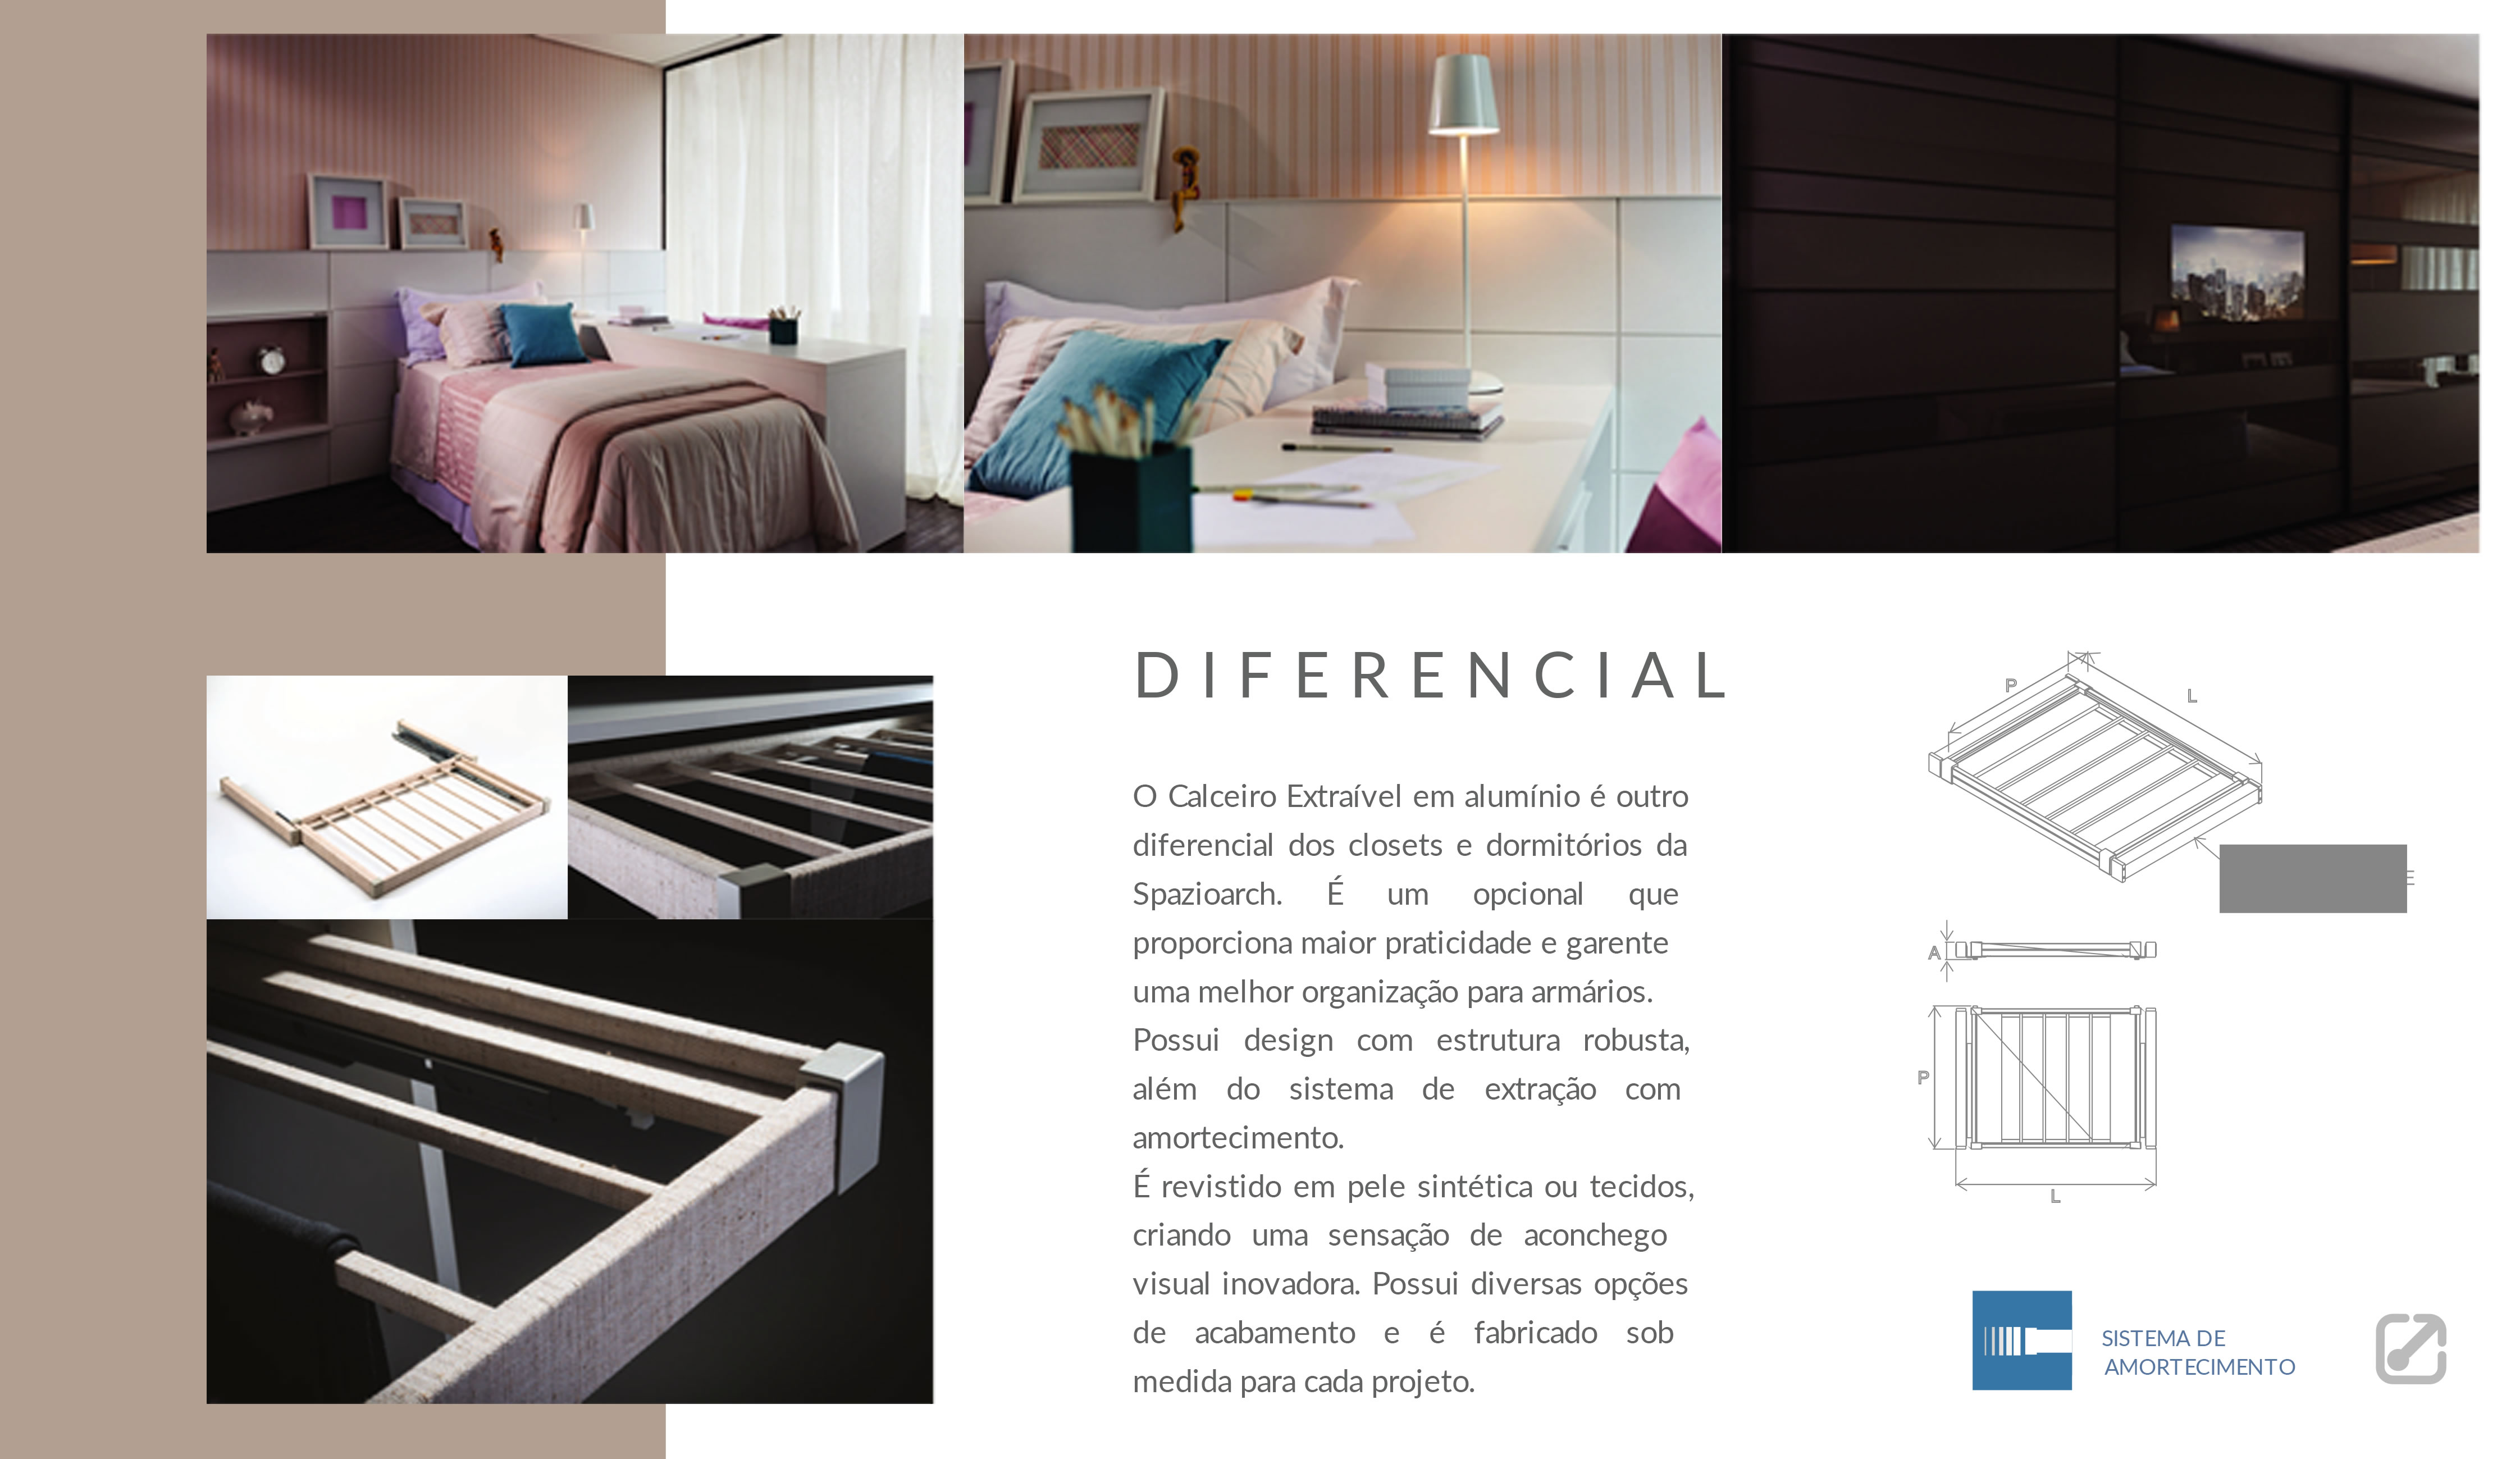 DIFERENCIAL
O Calceiro Extraível em alumínio é outro
diferencial dos closets e dormitórios da
Spazioarch. É um opcional que
proporciona maior praticidade e garente
uma melhor organização para armários.
Possui design com estrutura robusta,
além do sistema de extração com
amortecimento.
É revistido em pele sintética ou tecidos,
criando uma sensação de aconchego
visual inovadora. Possui diversas opções
de acabamento e é fabricado sob
medida para cada projeto.
P
L
A
P
L
SISTEMA DE
AMORTECIMENTO